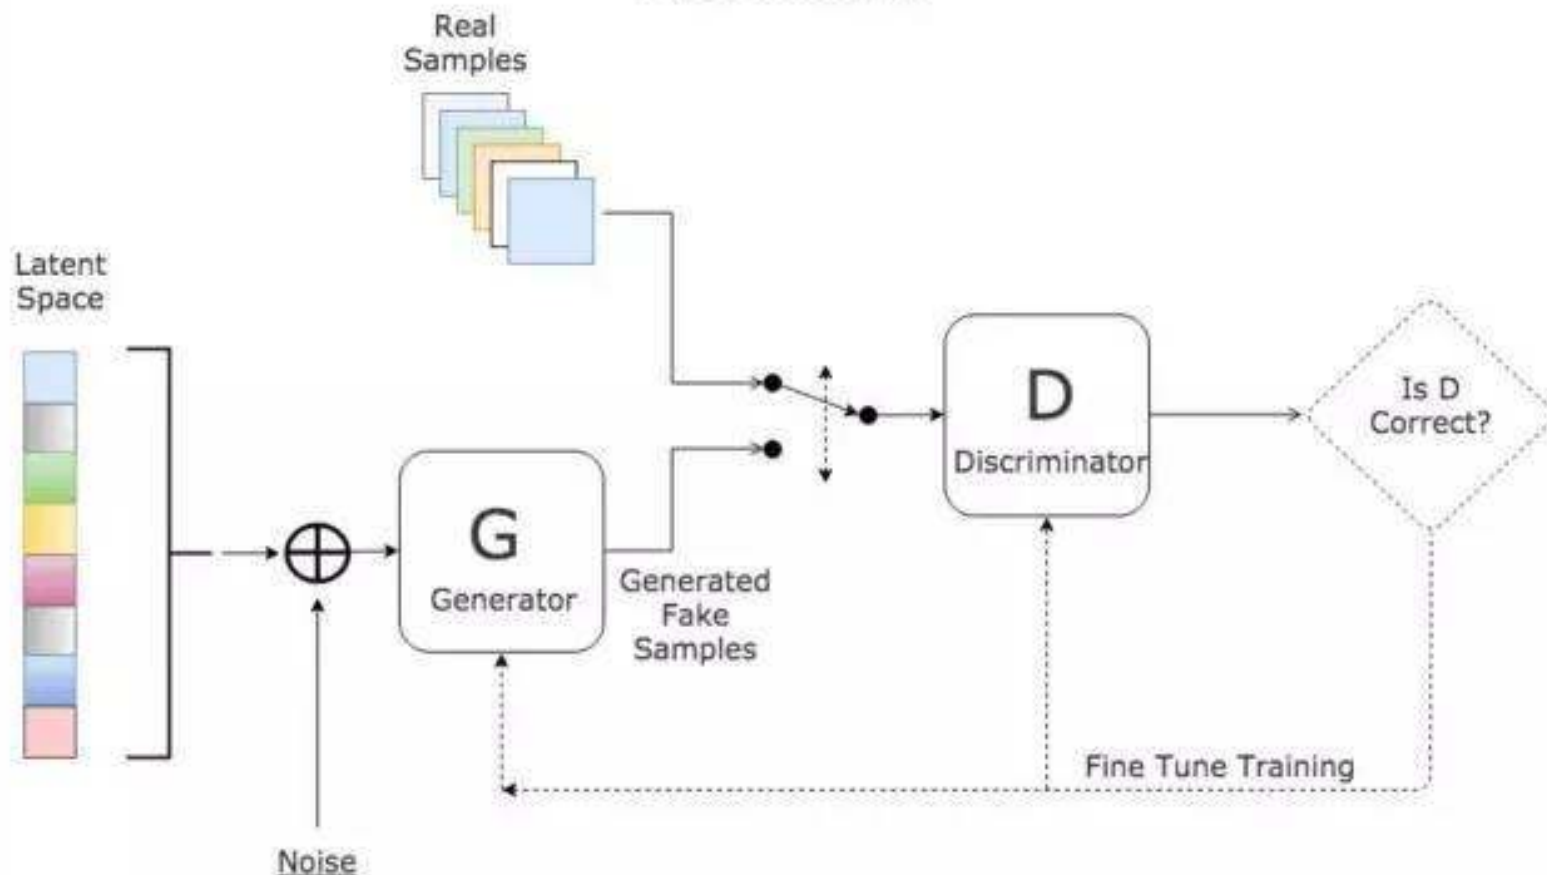 Real
Samples
Latent
Space
D
Discriminator
Is D
Correct?
G
Generator
Generated
Fake
Samples
Fine Tune Training
Noise